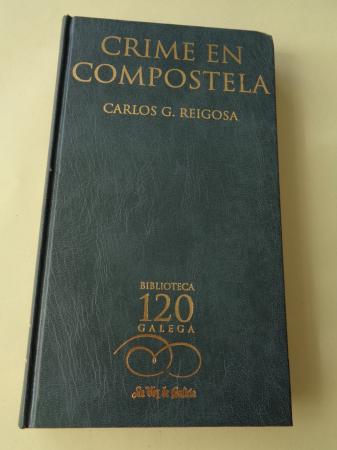 CRIME EN
COMPOSTELA
CARLOS G. REIGOSA
BIBLIOTECA
120
GALEGA
La Voz de Galicia